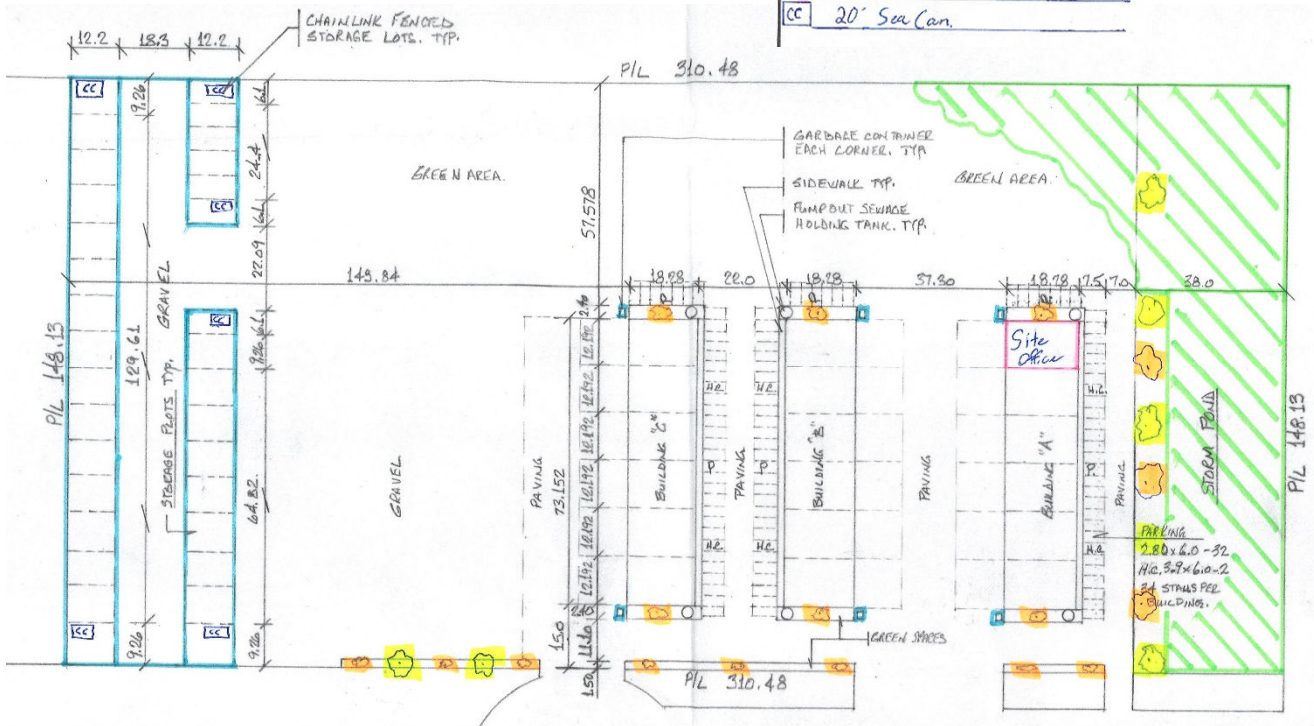 CC 20' Sea Can.
CHAINLINK FENCED
STORAGE LOTS. TYP.
12.2 18.3 12.2
P/L 310.48
CC
CC
9.26
6.1
24.4
CC
6.1
GREEN AREA.
57.578
GARBAGE CONTAINER
EACH CORNER. TYP
SIDEWALK TYP.
PUMPOUT SEWAGE
HOLDING TANK. TYP.
GREEN AREA.
22.09
143.84
18.28 22.0 18.28 37.30 18.28 7.5 7.0 38.0
P/L 148.13
129.61
STORAGE PLOTS TYP.
GRAVEL
CC
6.1
9.26
64.82
GRAVEL
PAVING
73.152
2.40
12.192
12.192
12.192
12.192
12.192
12.192
2.40
P
P
P
BUILDING "C"
H.C.
H.C.
P
P
PAVING
H.C.
H.C.
BUILDING "B"
PAVING
Site
Office
BUILDING "A"
H.C.
P
H.C.
PAVING
STORM POND
P/L 148.13
PARKING
2.80 x 6.0 - 32
H.C. 3.9 x 6.0 - 2
34 STALLS PER
BUILDING.
CC
9.26
CC
9.26
15.0
11.10
1.50
GREEN SPACES
P/L 310.48